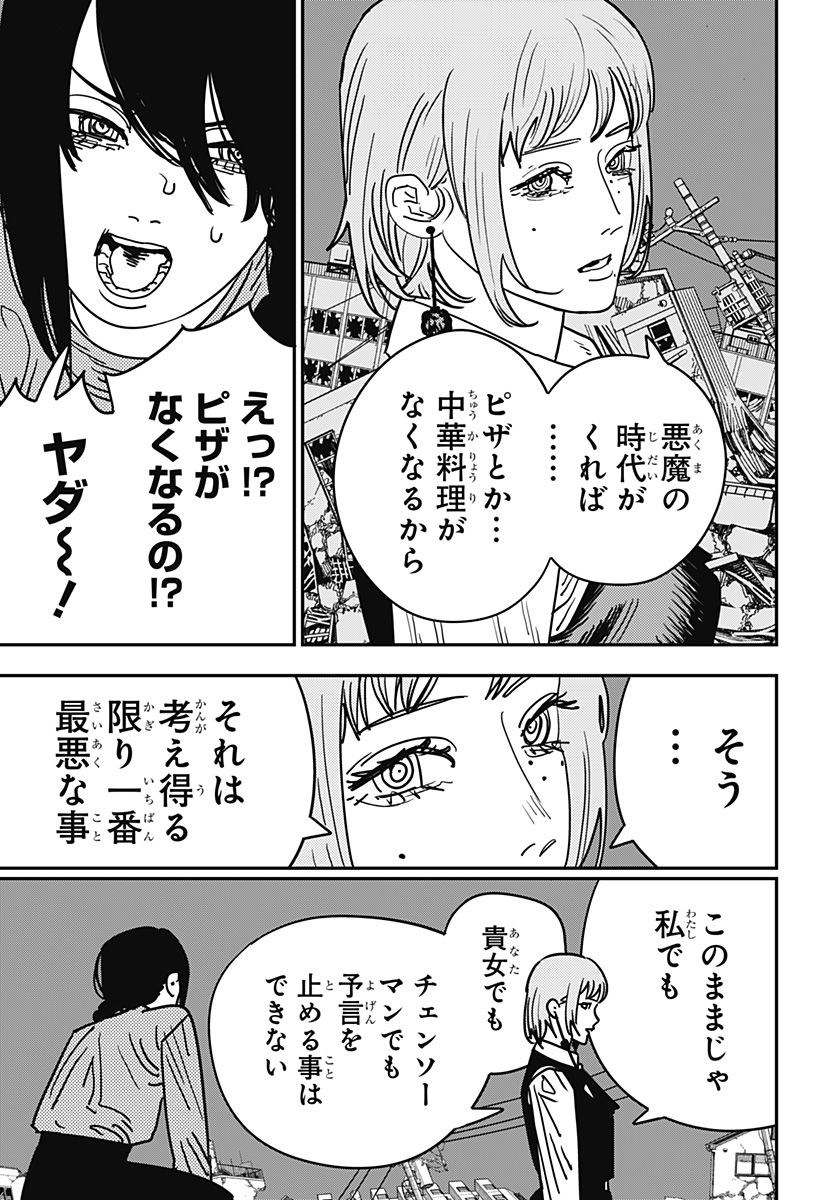 悪魔の
時代が
くれば
……
ピザとか…
中華料理が
なくなるから
えっ!?
ピザが
なくなるの!?
ヤダ～！
そう
…
それは
考え得る
限り一番
最悪な事
このままじゃ
私でも
貴女でも
チェンソー
マンでも
予言を
止める事は
できない